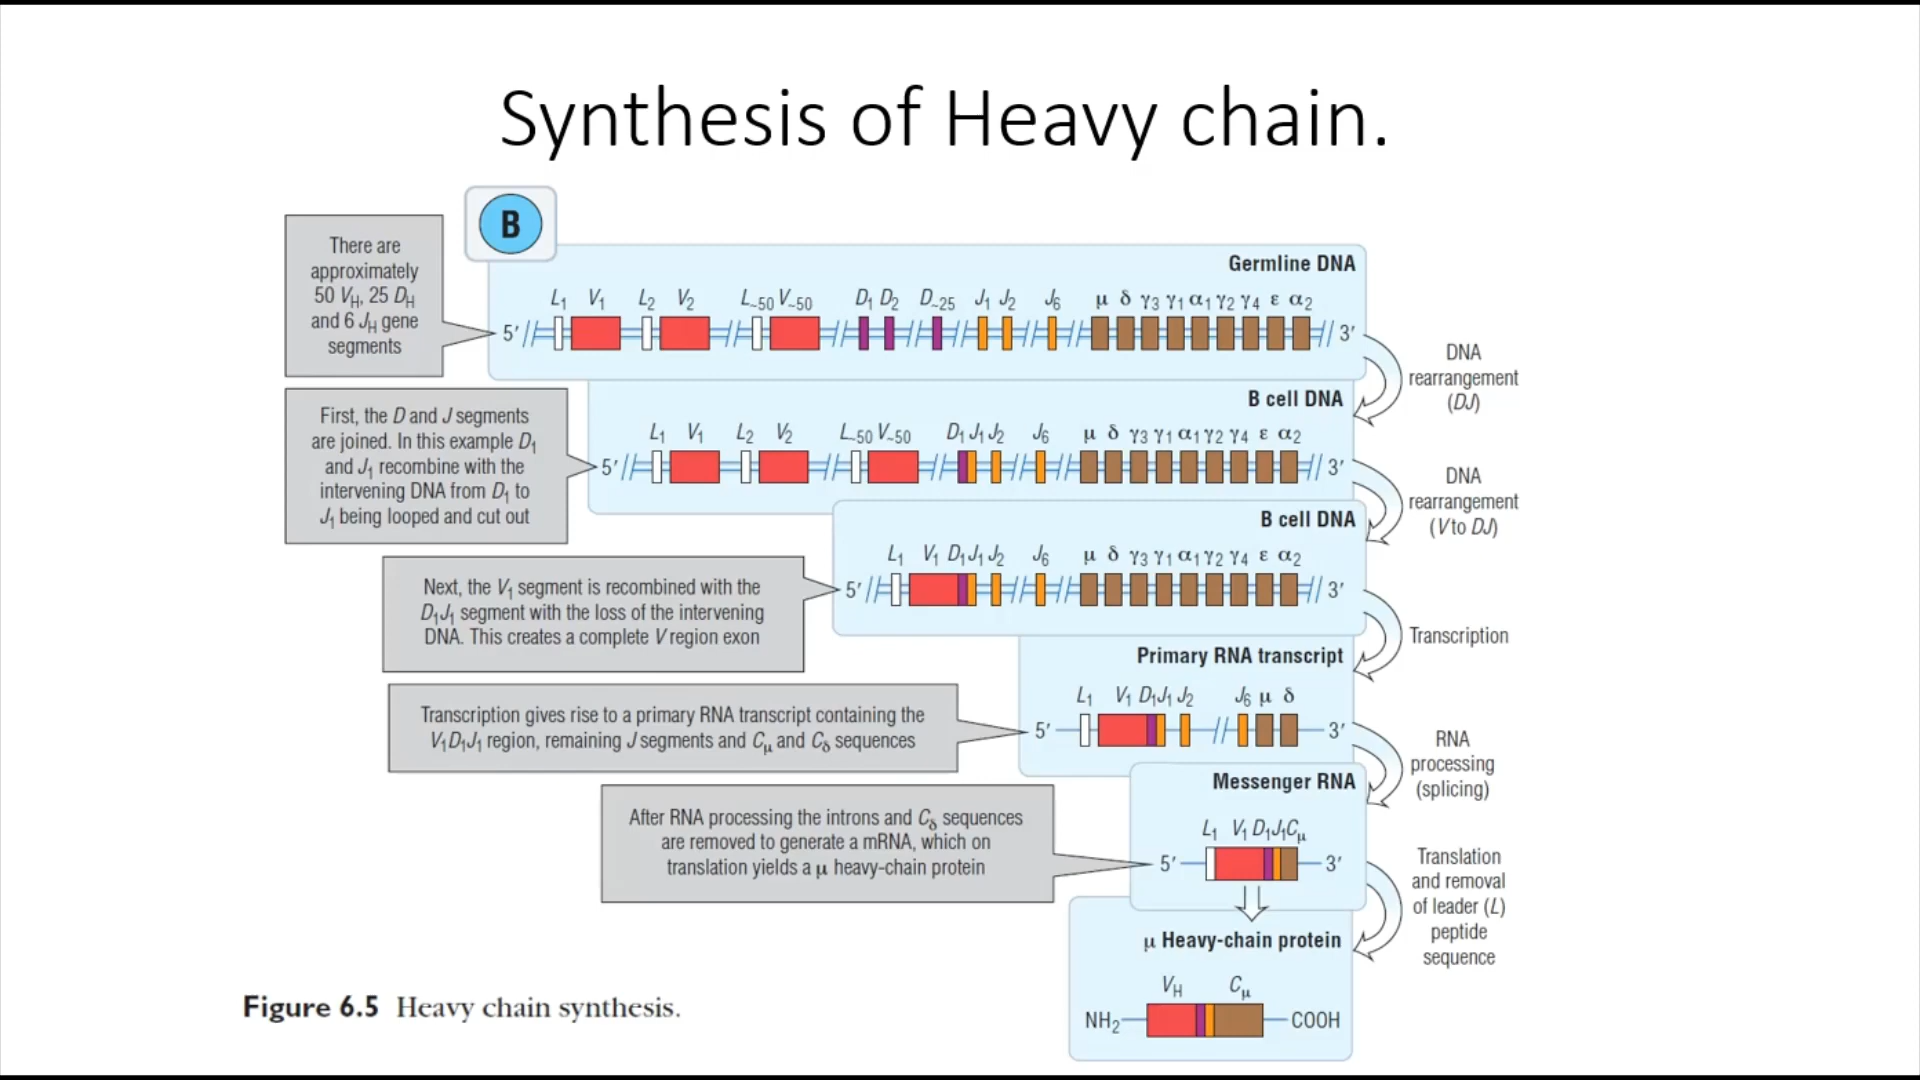 Synthesis of Heavy chain.
B
There are
approximately
50 VH, 25 DH
and 6 JH gene
segments
Germline DNA
L1 V1 L2 V2 L~50 V~50 D1 D2 D~25 J1 J2 J6 μ δ γ3 γ1 α1 γ2 γ4 ε α2
5′ 3′
DNA
rearrangement
(DJ)
First, the D and J segments
are joined. In this example D1
and J1 recombine with the
intervening DNA from D1 to
J1 being looped and cut out
B cell DNA
L1 V1 L2 V2 L~50 V~50 D1 J1 J2 J6 μ δ γ3 γ1 α1 γ2 γ4 ε α2
5′ 3′
DNA
rearrangement
(V to DJ)
Next, the V1 segment is recombined with the
D1J1 segment with the loss of the intervening
DNA. This creates a complete V region exon
B cell DNA
L1 V1 D1 J1 J2 J6 μ δ γ3 γ1 α1 γ2 γ4 ε α2
5′ 3′
Transcription
Transcription gives rise to a primary RNA transcript containing the
V1D1J1 region, remaining J segments and Cμ and Cδ sequences
Primary RNA transcript
L1 V1 D1J1 J2 J6 μ δ
5′ 3′
RNA
processing
(splicing)
After RNA processing the introns and Cδ sequences
are removed to generate a mRNA, which on
translation yields a μ heavy-chain protein
Messenger RNA
L1 V1 D1J1Cμ
5′ 3′
Translation
and removal
of leader (L)
peptide
sequence
μ Heavy-chain protein
VH Cμ
NH2 COOH
Figure 6.5 Heavy chain synthesis.